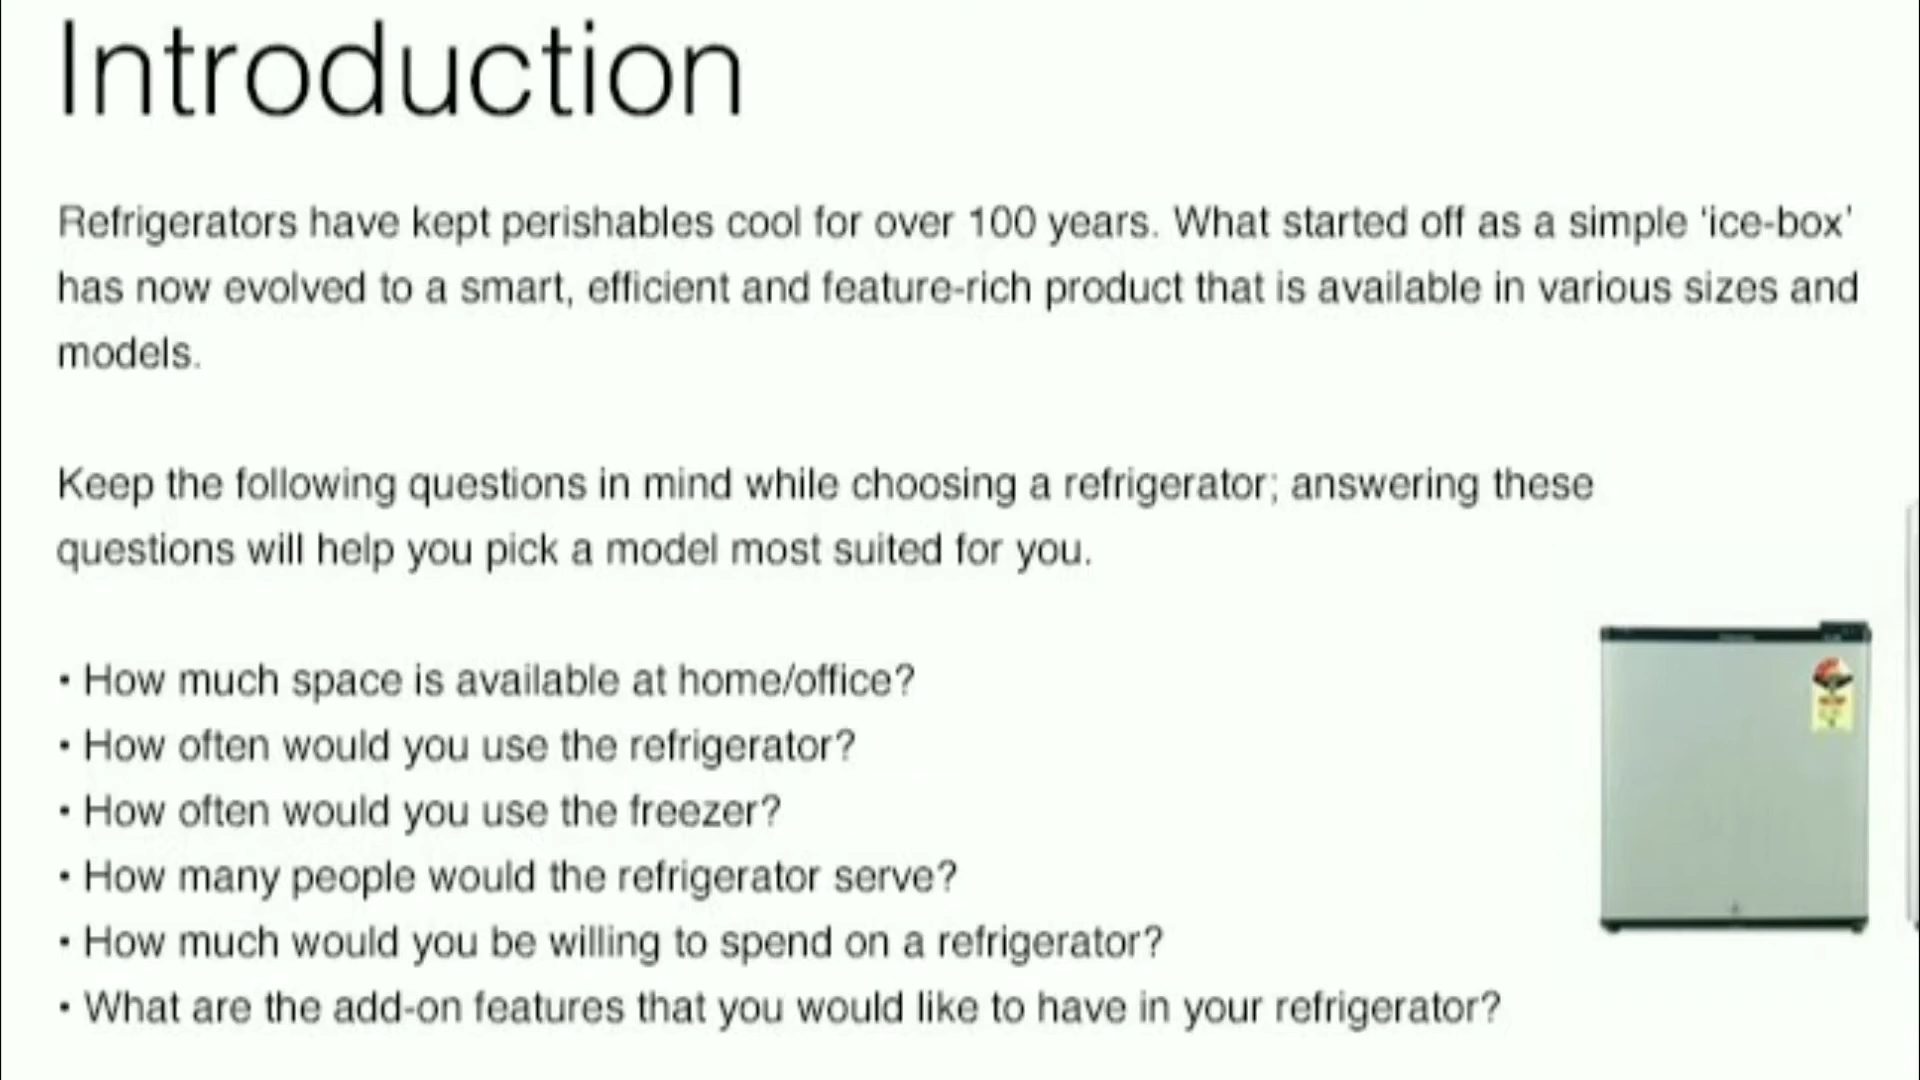 Introduction
Refrigerators have kept perishables cool for over 100 years. What started off as a simple ‘ice-box’
has now evolved to a smart, efficient and feature-rich product that is available in various sizes and
models.
Keep the following questions in mind while choosing a refrigerator; answering these
questions will help you pick a model most suited for you.
• How much space is available at home/office?
• How often would you use the refrigerator?
• How often would you use the freezer?
• How many people would the refrigerator serve?
• How much would you be willing to spend on a refrigerator?
• What are the add-on features that you would like to have in your refrigerator?